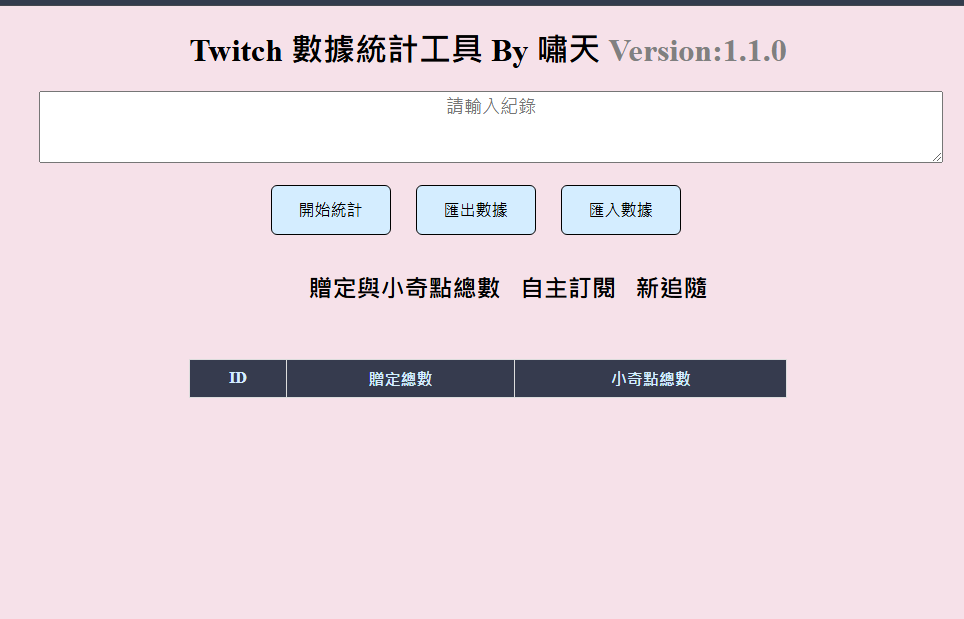 Twitch 數據統計工具 By 嘯天 Version:1.1.0
請輸入紀錄
開始統計 匯出數據 匯入數據
贈定與小奇點總數 自主訂閱 新追隨
ID 贈定總數 小奇點總數